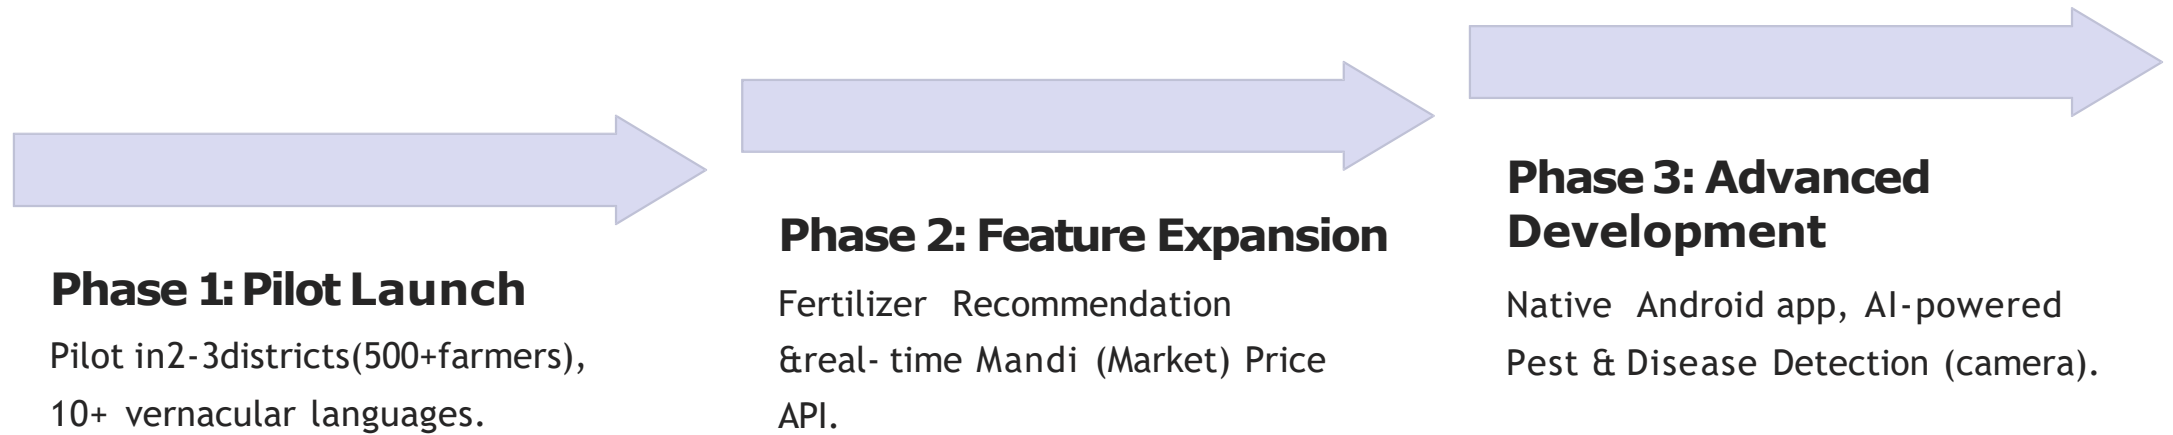 Phase 1: Pilot Launch
Pilot in2-3districts(500+farmers),
10+ vernacular languages.
Phase 2: Feature Expansion
Fertilizer Recommendation
&real- time Mandi (Market) Price
API.
Phase 3: Advanced
Development
Native Android app, AI-powered
Pest & Disease Detection (camera).